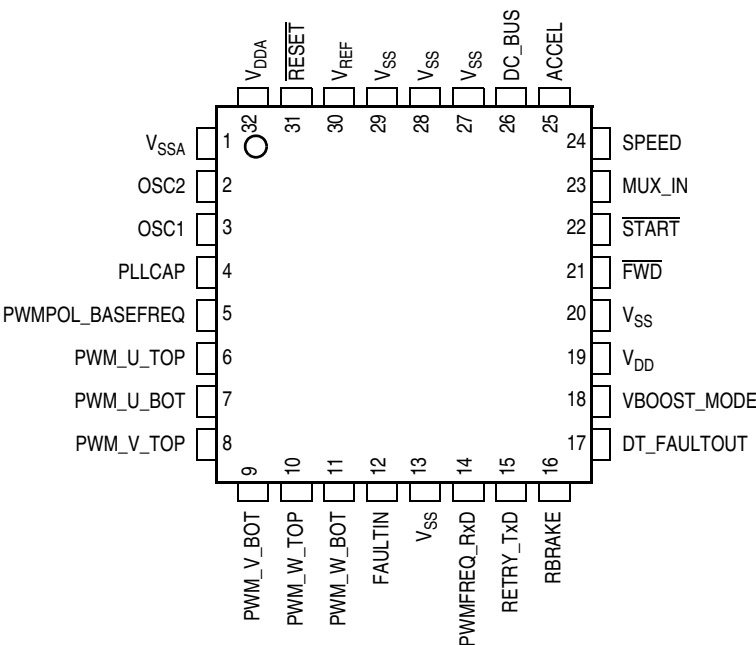 VDDA
RESET
VREF
VSS
VSS
VSS
DC_BUS
ACCEL
32
31
30
29
28
27
26
25
VSSA 1
OSC2 2
OSC1 3
PLLCAP 4
PWMPOL_BASEFREQ 5
PWM_U_TOP 6
PWM_U_BOT 7
PWM_V_TOP 8
24 SPEED
23 MUX_IN
22 START
21 FWD
20 VSS
19 VDD
18 VBOOST_MODE
17 DT_FAULTOUT
9
10
11
12
13
14
15
16
PWM_V_BOT
PWM_W_TOP
PWM_W_BOT
FAULTIN
VSS
PWMFREQ_RxD
RETRY_TxD
RBRAKE